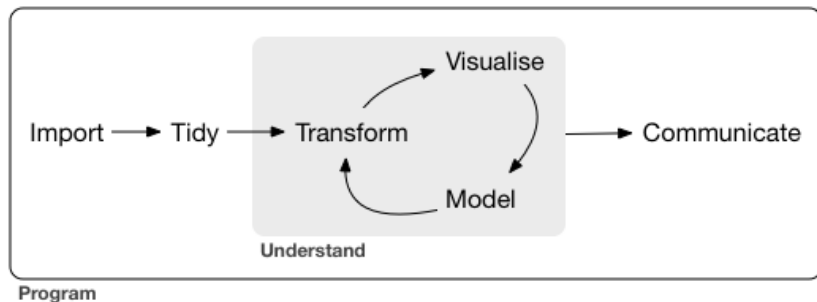 Visualise
Import
Tidy
Transform
Communicate
Model
Understand
Program